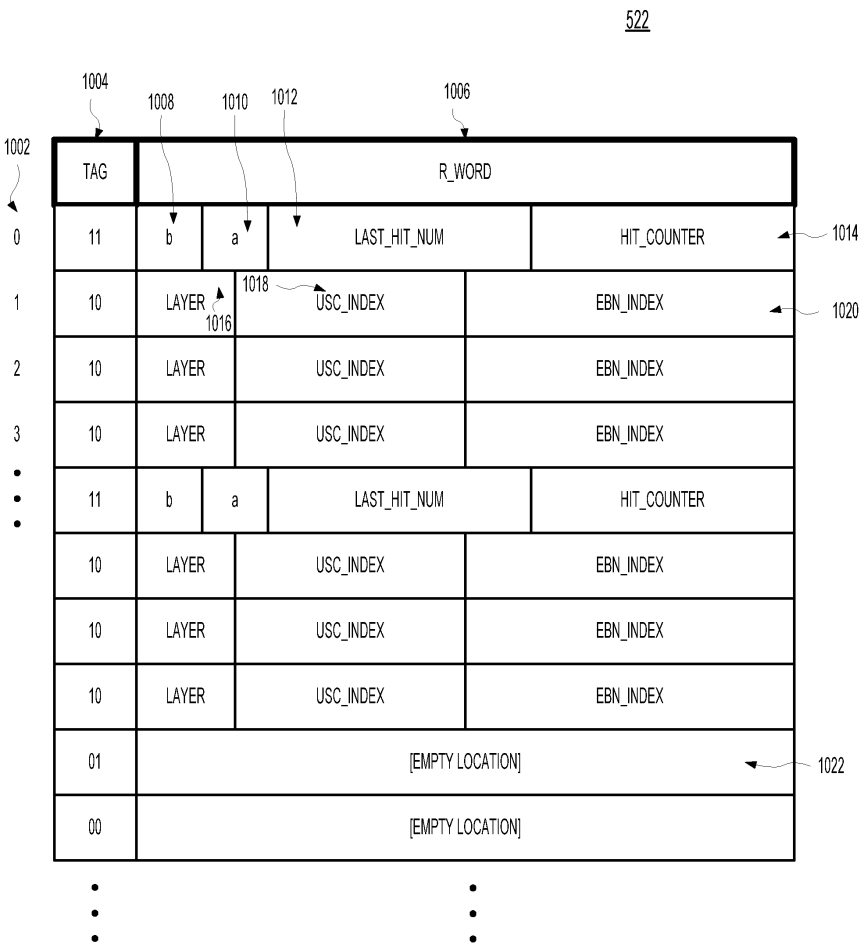 522
1004
1008
1010
1012
1006
1002
TAG R_WORD
0 11 b a LAST_HIT_NUM HIT_COUNTER 1014
1 10 LAYER 1016 1018 USC_INDEX EBN_INDEX 1020
2 10 LAYER USC_INDEX EBN_INDEX
3 10 LAYER USC_INDEX EBN_INDEX
11 b a LAST_HIT_NUM HIT_COUNTER
10 LAYER USC_INDEX EBN_INDEX
10 LAYER USC_INDEX EBN_INDEX
10 LAYER USC_INDEX EBN_INDEX
01 [EMPTY LOCATION] 1022
00 [EMPTY LOCATION]